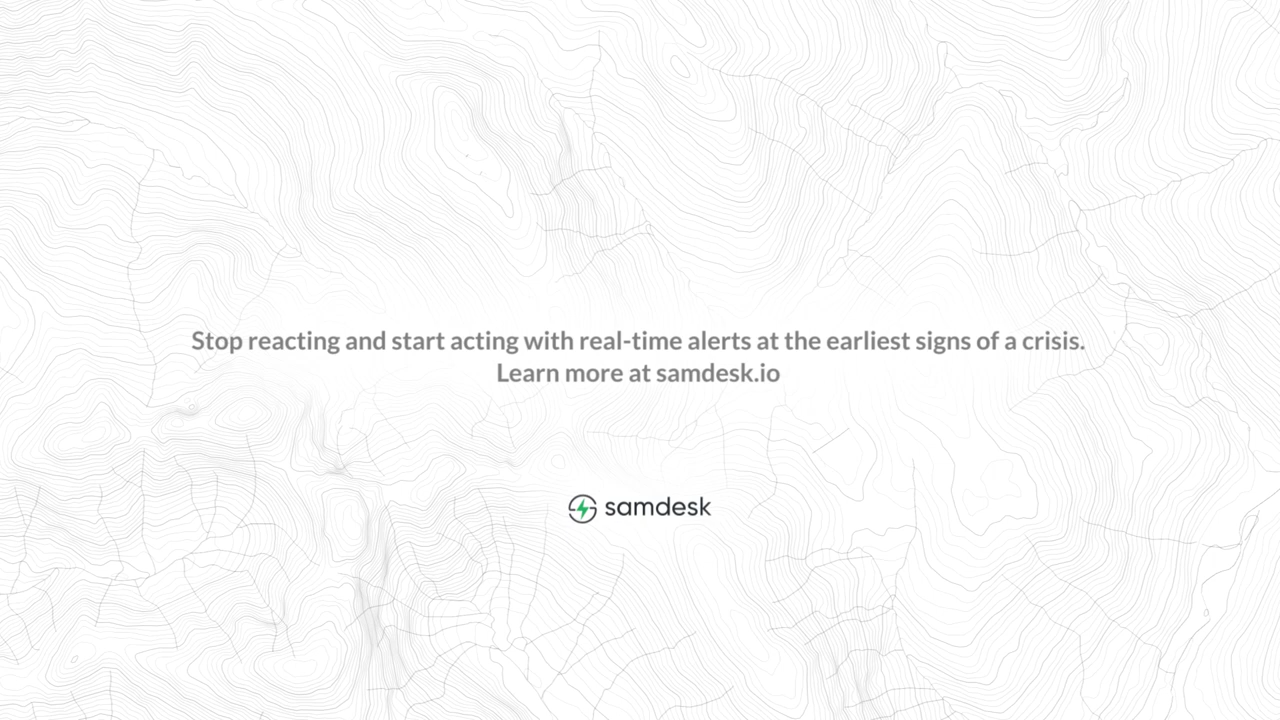 Stop reacting and start acting with real-time alerts at the earliest signs of a crisis.
Learn more at samdesk.io
samdesk